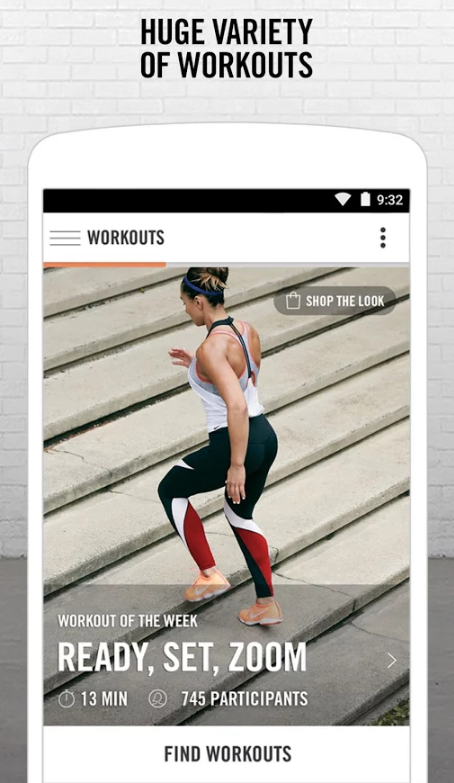 HUGE VARIETY
OF WORKOUTS
9:32
WORKOUTS
SHOP THE LOOK
WORKOUT OF THE WEEK
READY, SET, ZOOM
13 MIN
745 PARTICIPANTS
FIND WORKOUTS